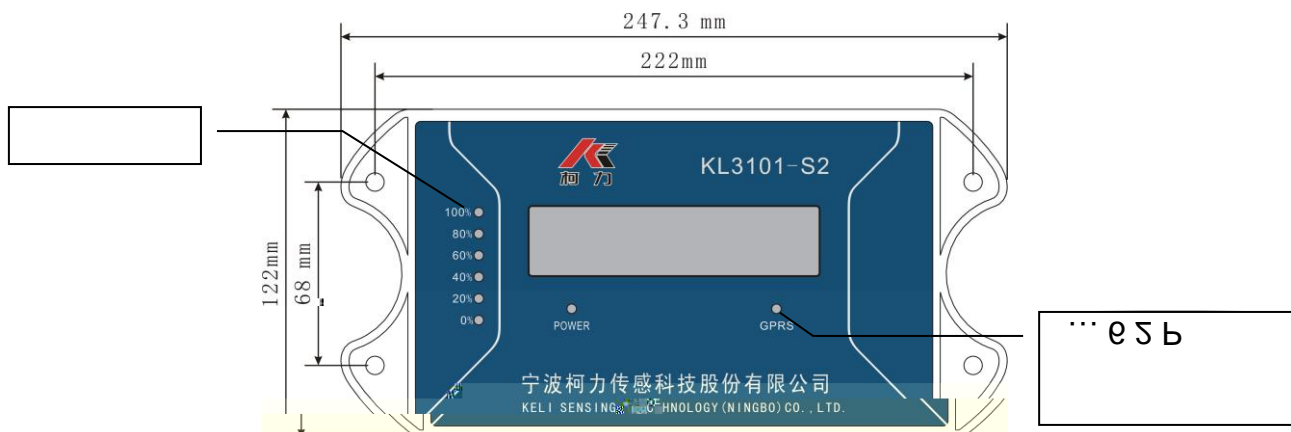 247.3 mm
222mm
柯力
KL3101-S2
100%
80%
60%
40%
20%
0%
122mm
68 mm
POWER
GPRS
宁波柯力传感科技股份有限公司
KELI SENSING HNOLOGY(NINGBO)CO.,LTD.